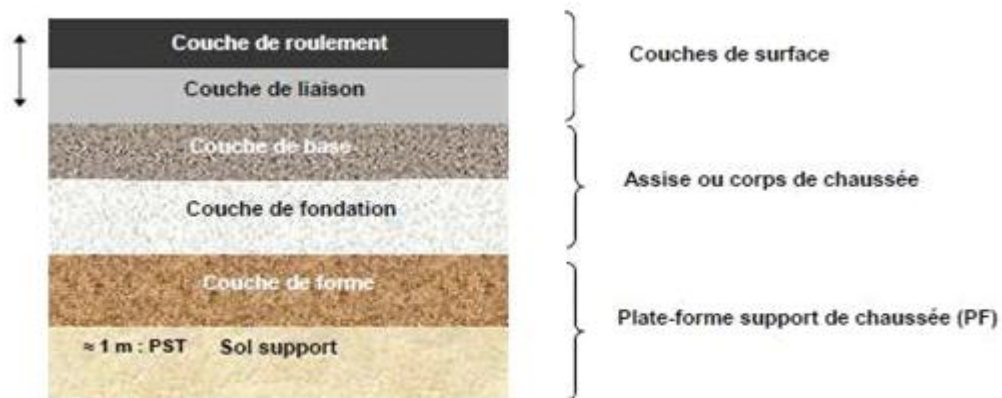 Couche de roulement
Couche de liaison
Couches de surface
Couche de base
Couche de fondation
Assise ou corps de chaussée
Couche de forme
≈ 1 m : PST Sol support
Plate-forme support de chaussée (PF)